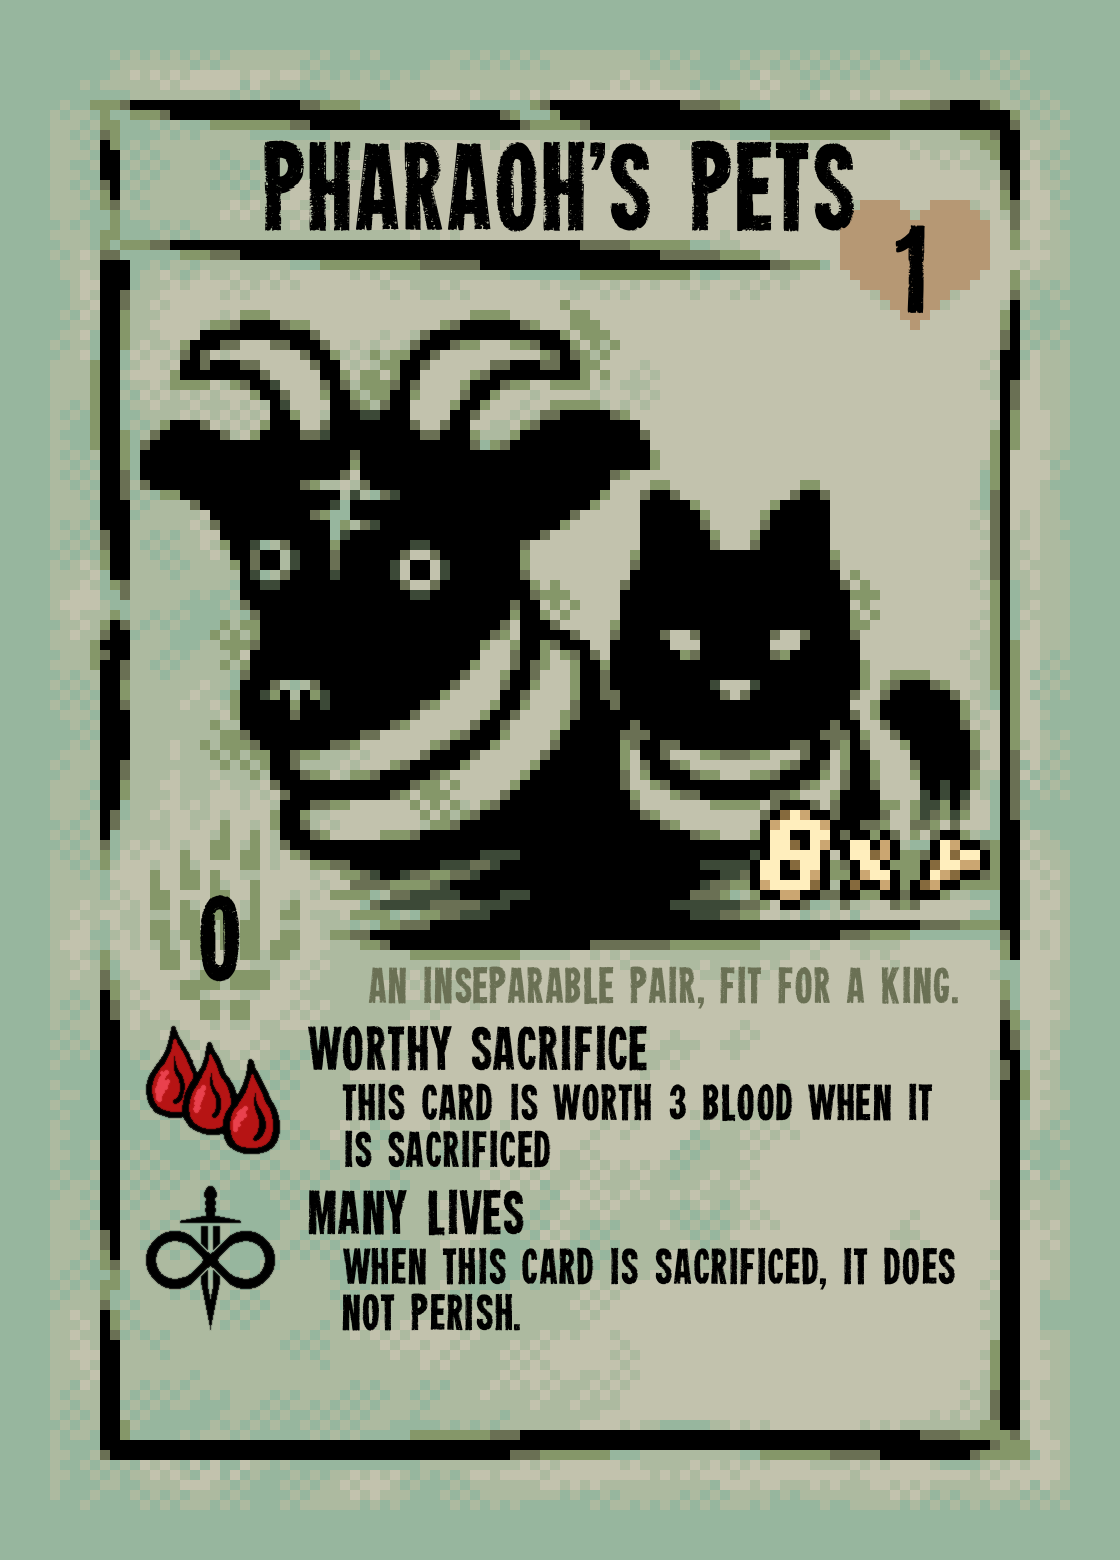 PHARAOH'S PETS
1
8x
0
AN INSEPARABLE PAIR, FIT FOR A KING.
WORTHY SACRIFICE
THIS CARD IS WORTH 3 BLOOD WHEN IT
IS SACRIFICED
MANY LIVES
WHEN THIS CARD IS SACRIFICED, IT DOES
NOT PERISH.